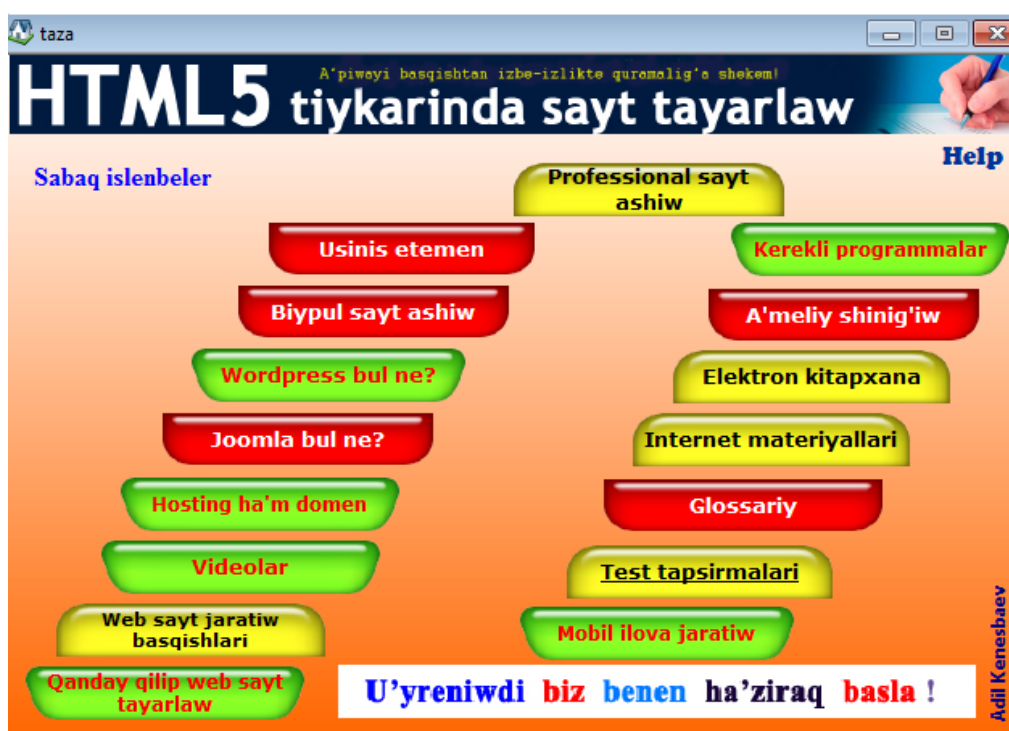 taza
A'piwayi basqishtan izbe-izlikte quramalig'a shekem!
HTML5 tiykarinda sayt tayarlaw
Help
Sabaq islenbeler
Professional sayt
ashiw
Usinis etemen
Kerekli programmalar
Biypul sayt ashiw
A'meliy shinig'iw
Wordpress bul ne?
Elektron kitapxana
Joomla bul ne?
Internet materiyallari
Hosting ha'm domen
Glossariy
Videolar
Test tapsirmalari
Web sayt jaratiw
basqishlari
Mobil ilova jaratiw
Qanday qilip web sayt
tayarlaw
U'yreniwdi biz benen ha'ziraq basla !
Adil Kenesbaev